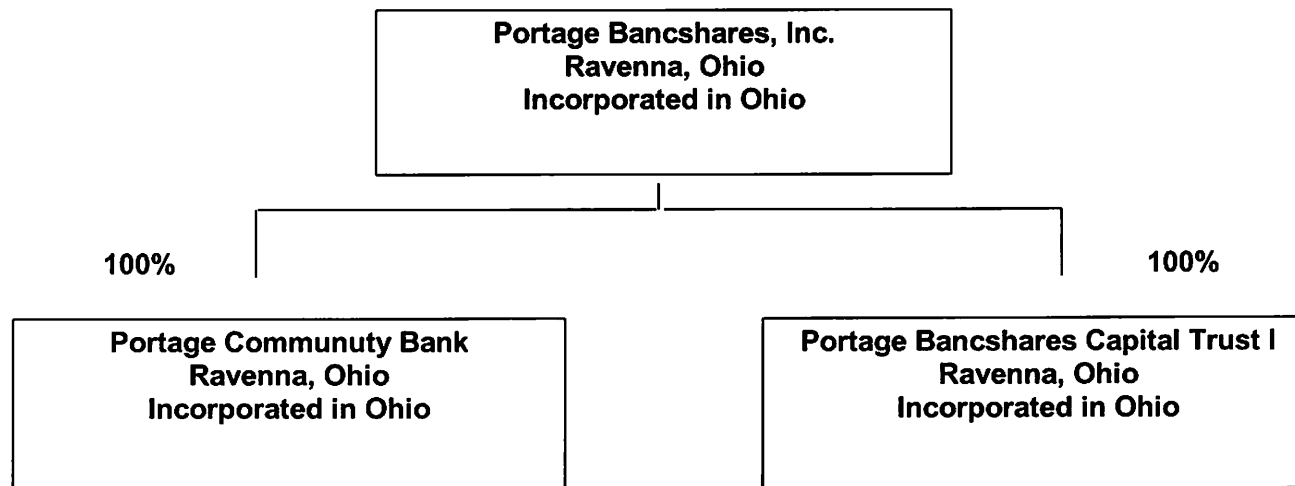 Portage Bancshares, Inc.
Ravenna, Ohio
Incorporated in Ohio
100%
100%
Portage Communuty Bank
Ravenna, Ohio
Incorporated in Ohio
Portage Bancshares Capital Trust I
Ravenna, Ohio
Incorporated in Ohio